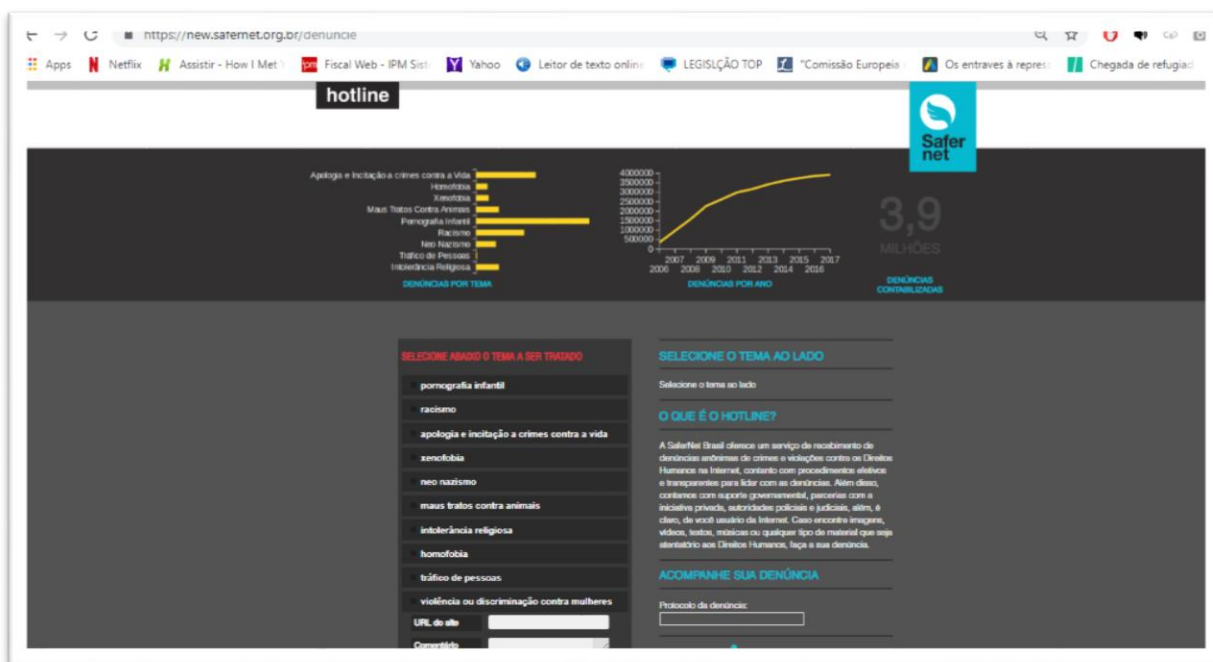 https://new.safernet.org.br/denuncie
Apps Netflix Assistir - How I Met Fiscal Web - IPM Sist Yahoo Leitor de texto online LEGISLÇÃO TOP "Comissão Europeia Os entraves à repres Chegada de refugiad
hotline
Safer
net
Apologia e Incitação a crimes contra a Vida
Homofobia
Xenofobia
Maus Tratos Contra Animais
Pornografia Infantil
Racismo
Neo Nazismo
Tráfico de Pessoas
Intolerância Religiosa
DENÚNCIAS POR TEMA
4000000
3500000
3000000
2500000
2000000
1500000
1000000
500000
0
2007 2009 2011 2013 2015 2017
2006 2008 2010 2012 2014 2016
DENÚNCIAS POR ANO
3,9
MILHÕES
DENÚNCIAS
CONTABILIZADAS
SELECIONE ABAIXO O TEMA A SER TRATADO
pornografia infantil
racismo
apologia e incitação a crimes contra a vida
xenofobia
neo nazismo
maus tratos contra animais
intolerância religiosa
homofobia
tráfico de pessoas
violência ou discriminação contra mulheres
URL do site
Comentário
SELECIONE O TEMA AO LADO
Selecione o tema ao lado
O QUE É O HOTLINE?
A SaferNet Brasil oferece um serviço de recebimento de
denúncias anônimas de crimes e violações contra os Direitos
Humanos na Internet, contanto com procedimentos efetivos
e transparentes para lidar com as denúncias. Além disso,
contamos com suporte governamental, parcerias com a
iniciativa privada, autoridades policiais e judiciais, além, é
claro, de você usuário da Internet. Caso encontre imagens,
vídeos, textos, músicas ou qualquer tipo de material que seja
atentatório aos Direitos Humanos, faça a sua denúncia.
ACOMPANHE SUA DENÚNCIA
Protocolo da denúncia: